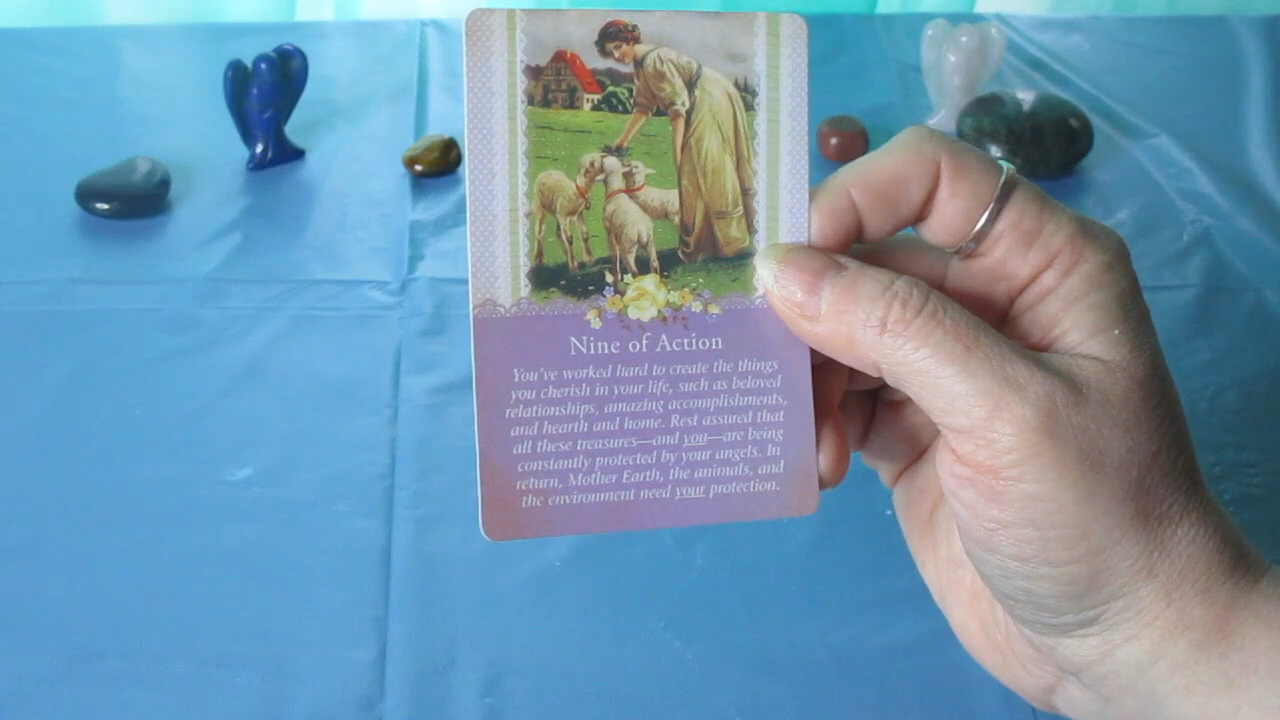 Nine of Action
You've worked hard to create the things
you cherish in your life, such as beloved
relationships, amazing accomplishments,
and hearth and home. Rest assured that
all these treasures—and you—are being
constantly protected by your angels. In
return, Mother Earth, the animals, and
the environment need your protection.